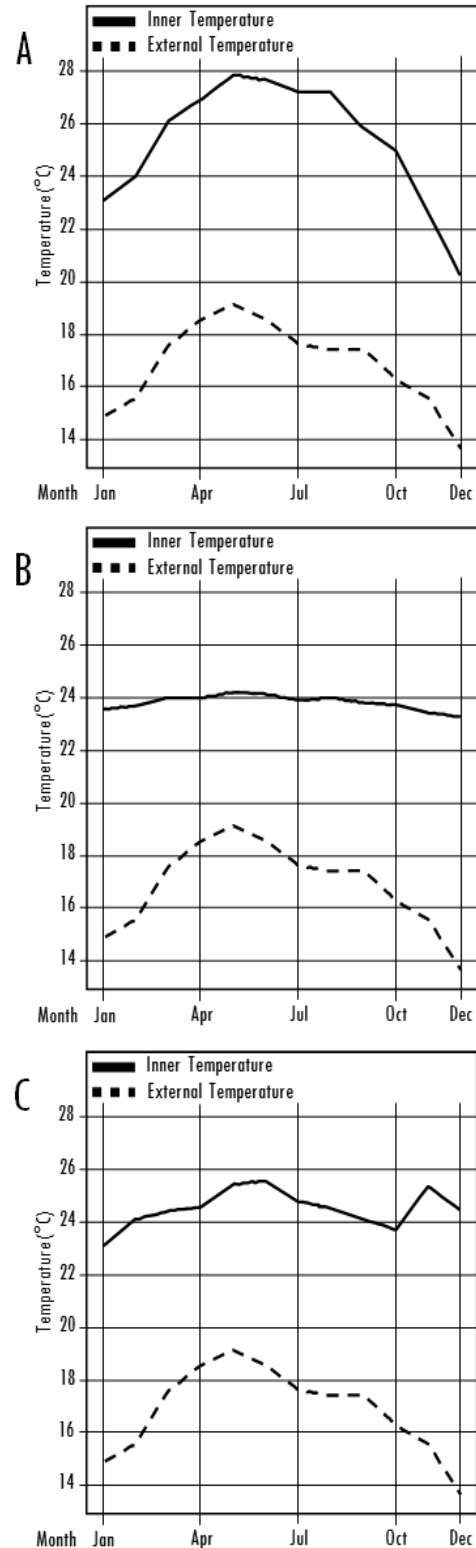 A
Inner Temperature
External Temperature
Temperature(°C)
28
26
24
22
20
18
16
14
Month Jan Apr Jul Oct Dec
B
Inner Temperature
External Temperature
Temperature(°C)
28
26
24
22
20
18
16
14
Month Jan Apr Jul Oct Dec
C
Inner Temperature
External Temperature
Temperature(°C)
28
26
24
22
20
18
16
14
Month Jan Apr Jul Oct Dec